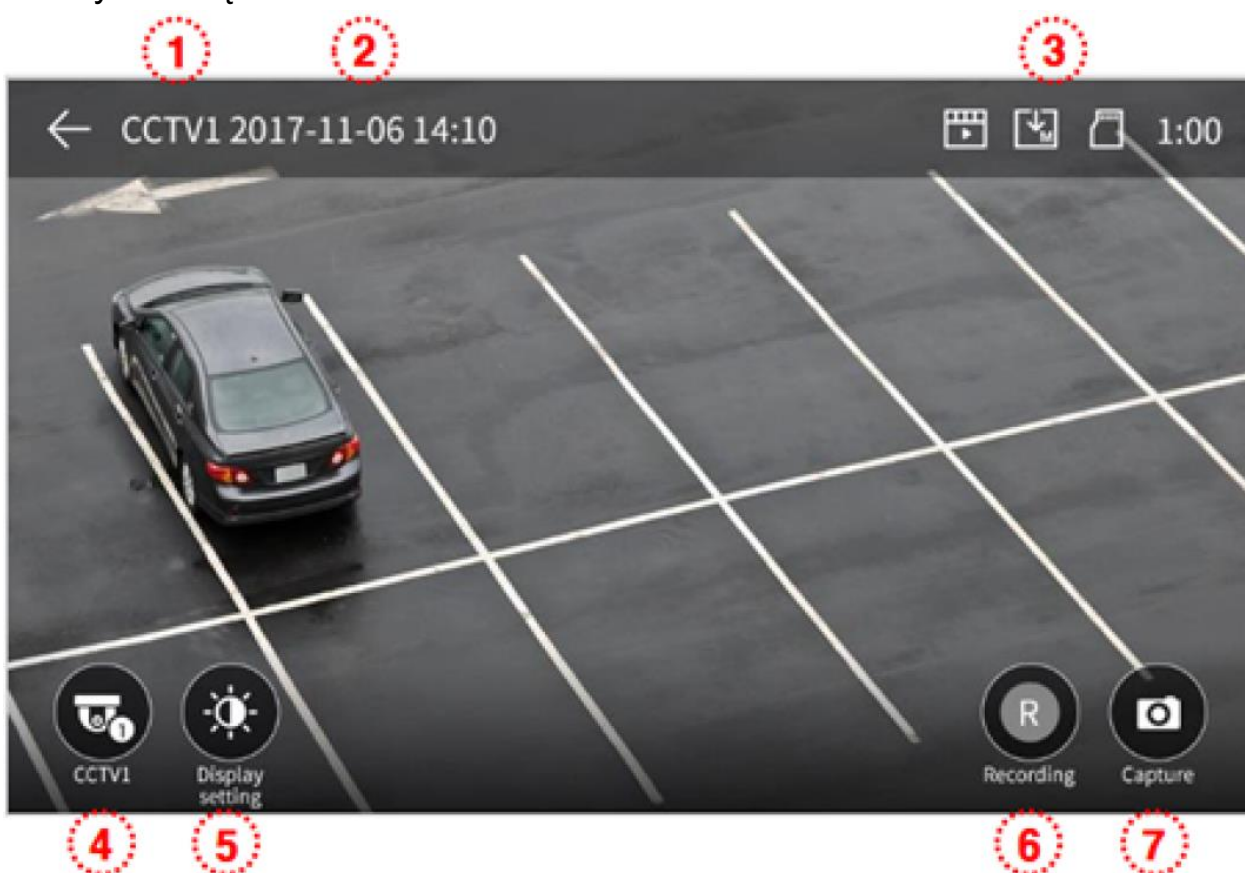 1 2 3
CCTV1 2017-11-06 14:10 1:00
M
1
CCTV1
Display
setting
R
Recording
Capture
4 5 6 7